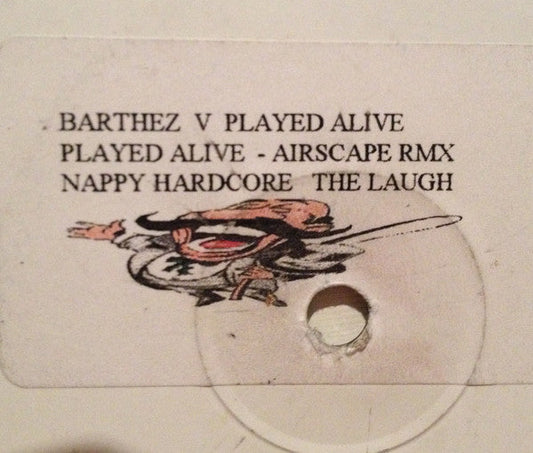 BARTHEZ V PLAYED ALIVE
PLAYED ALIVE - AIRSCAPE RMX
NAPPY HARDCORE THE LAUGH